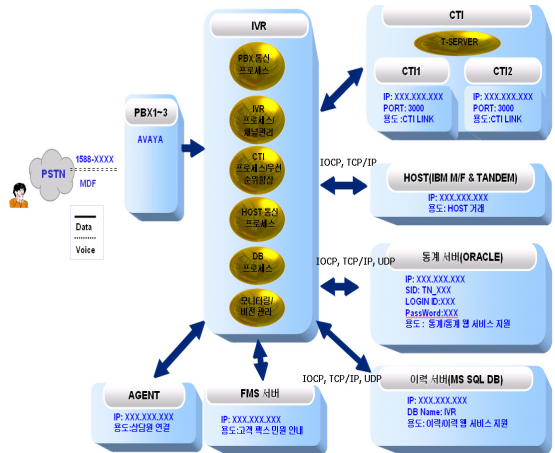 IVR
PBX 통신
프로세스
IVR
프로세스/
채널관리
CTI
프로세스/우선
순위향상
HOST 통신
프로세스
DB
프로세스
모니터링/
버전 관리
PBX1~3
AVAYA
PSTN
1588-XXXX
MDF
Data
Voice
CTI
T-SERVER
CTI1
IP: XXX.XXX.XXX
PORT: 3000
용도 :CTI LINK
CTI2
IP: XXX.XXX.XXX
PORT: 3000
용도 :CTI LINK
IOCP, TCP/IP
HOST(IBM M/F & TANDEM)
IP: XXX.XXX.XXX
용도: HOST 거래
IOCP, TCP/IP, UDP
통계 서버(ORACLE)
IP: XXX.XXX.XXX
SID: TN_XXX
LOGIN ID:XXX
PassWord:XXX
용도 : 통계/통계 웹 서비스 지원
IOCP, TCP/IP, UDP
이력 서버(MS SQL DB)
IP: XXX.XXX.XXX
DB Name: IVR
용도: 이력/이력 웹 서비스 지원
AGENT
IP: XXX.XXX.XXX
용도:상담원 연결
FMS 서버
IP: XXX.XXX.XXX
용도:고객 팩스 민원 안내